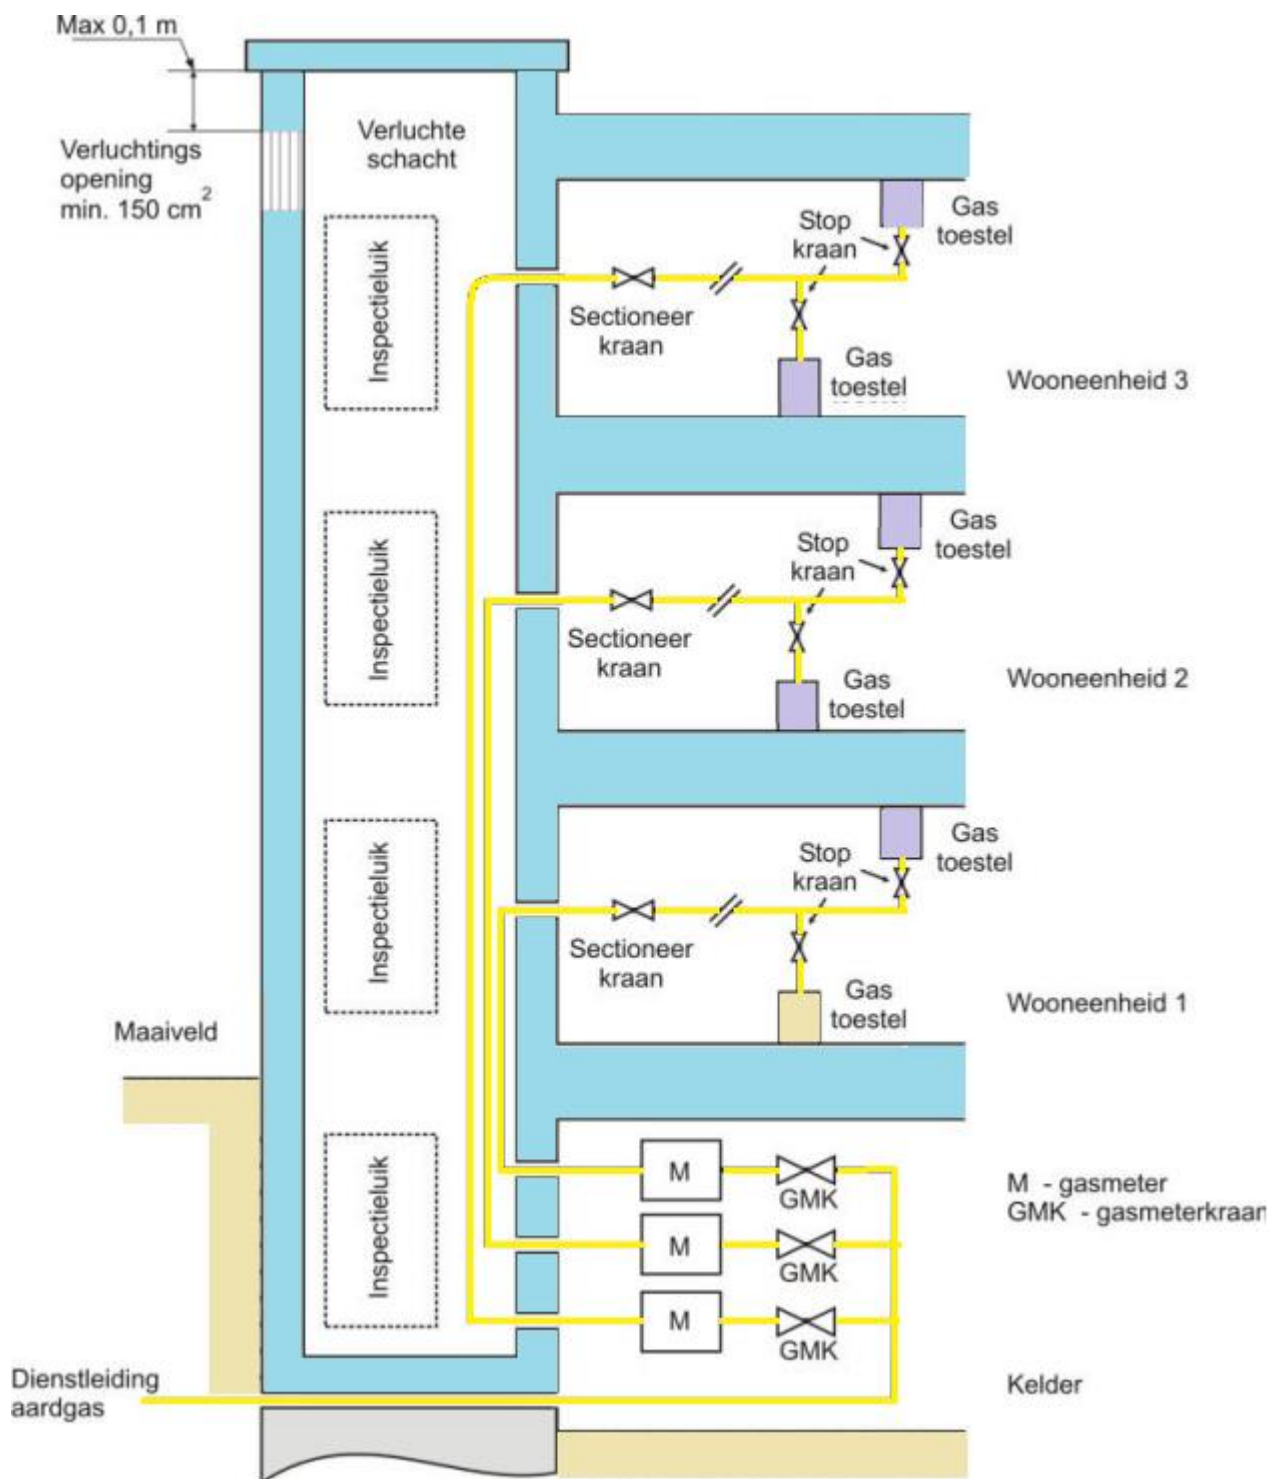 Max 0,1 m
Verluchtings
opening
min. 150 cm2
Verluchte
schacht
Inspectieluik
Stop
kraan
Gas
toestel
Sectioneer
kraan
Gas
toestel
Wooneenheid 3
Inspectieluik
Stop
kraan
Gas
toestel
Sectioneer
kraan
Gas
toestel
Wooneenheid 2
Inspectieluik
Stop
kraan
Gas
toestel
Sectioneer
kraan
Gas
toestel
Wooneenheid 1
Maaiveld
Inspectieluik
M
GMK
M
GMK
M
GMK
M - gasmeter
GMK - gasmeterkraan
Dienstleiding
aardgas
Kelder